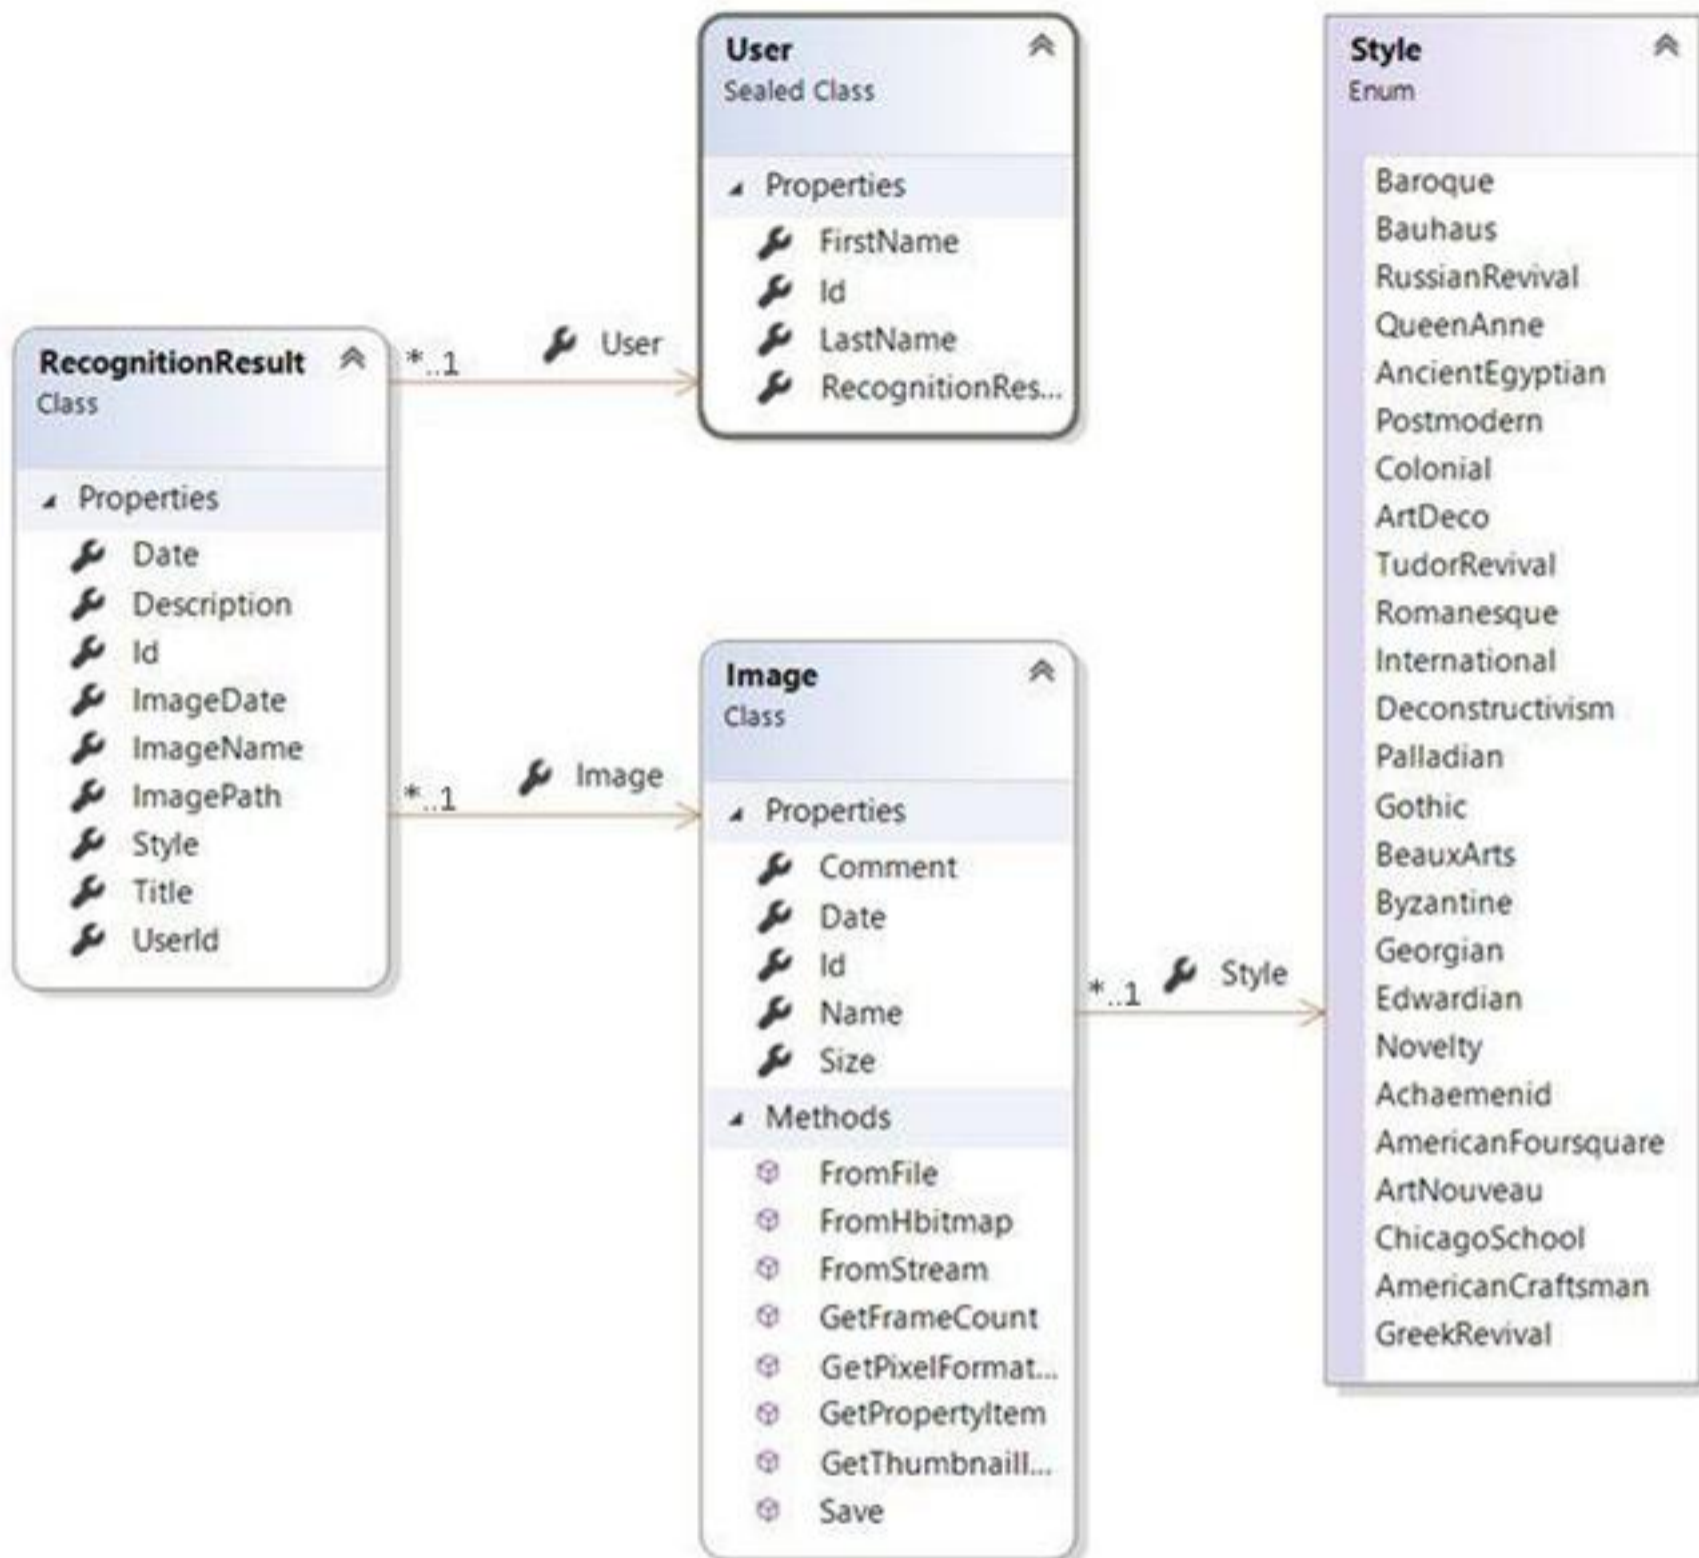 User
Sealed Class
Properties
FirstName
Id
LastName
RecognitionRes...
RecognitionResult
Class
Properties
Date
Description
Id
ImageDate
ImageName
ImagePath
Style
Title
UserId
*..1
User
*..1
Image
Image
Class
Properties
Comment
Date
Id
Name
Size
Methods
FromFile
FromHbitmap
FromStream
GetFrameCount
GetPixelFormat...
GetPropertyItem
GetThumbnailI...
Save
*..1
Style
Style
Enum
Baroque
Bauhaus
RussianRevival
QueenAnne
AncientEgyptian
Postmodern
Colonial
ArtDeco
TudorRevival
Romanesque
International
Deconstructivism
Palladian
Gothic
BeauxArts
Byzantine
Georgian
Edwardian
Novelty
Achaemenid
AmericanFoursquare
ArtNouveau
ChicagoSchool
AmericanCraftsman
GreekRevival